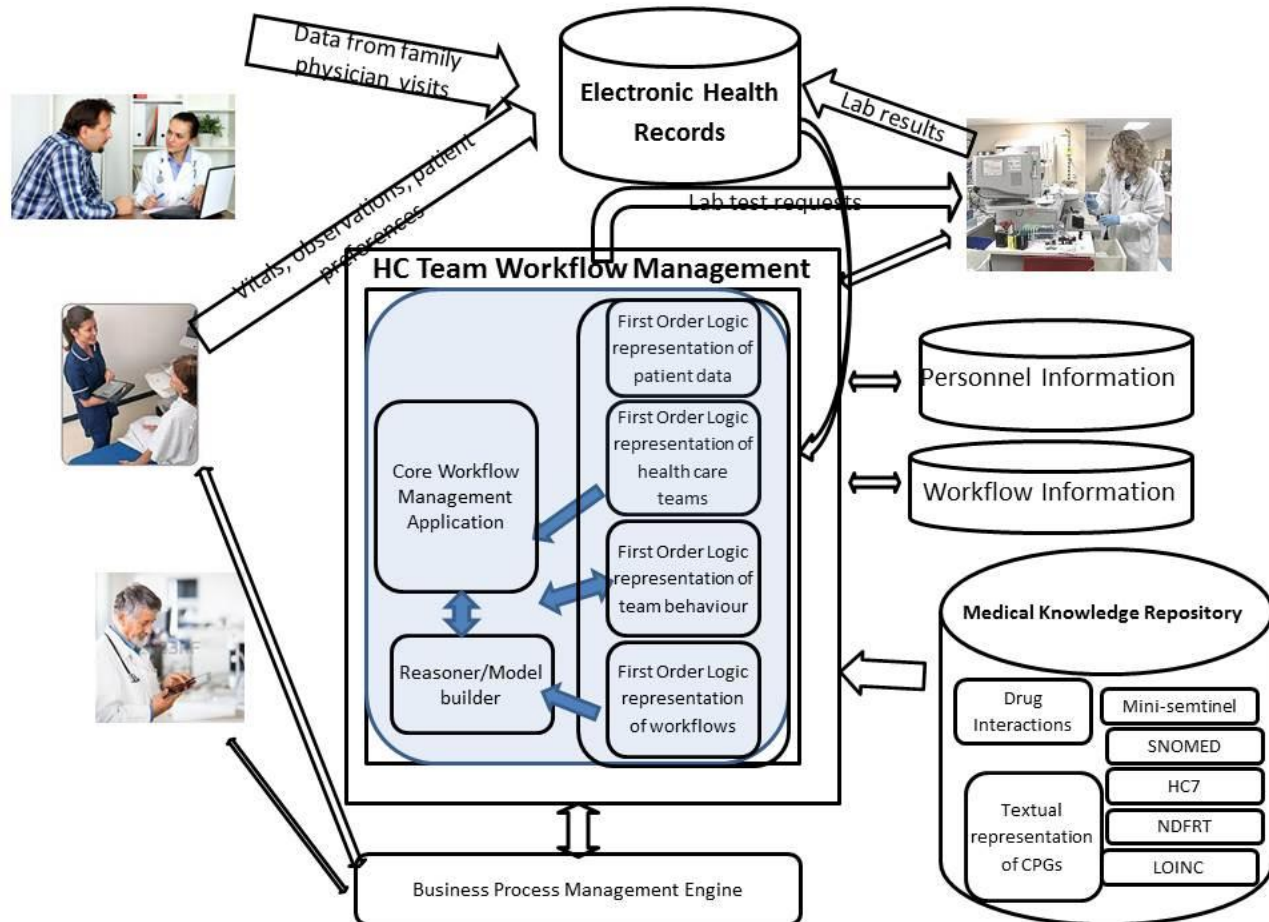 Data from family
physician visits
Electronic Health
Records
Lab results
Vitals, observations, patient
preferences
Lab test requests
HC Team Workflow Management
First Order Logic
representation of
patient data
First Order Logic
representation of
health care
teams
Core Workflow
Management
Application
First Order Logic
representation of
team behaviour
Reasoner/Model
builder
First Order Logic
representation
of workflows
Personnel Information
Workflow Information
Medical Knowledge Repository
Drug
Interactions
Mini-semtinel
SNOMED
HC7
NDFRT
LOINC
Textual
representation
of CPGs
Business Process Management Engine